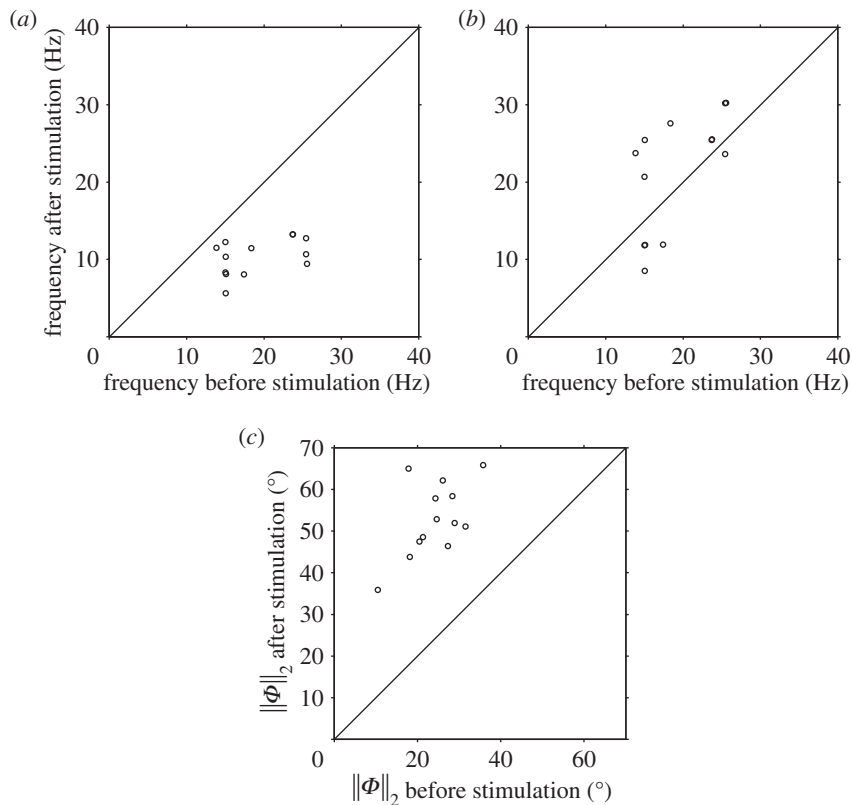 (a)
frequency after stimulation (Hz)
40
30
20
10
0
10 20 30 40
frequency before stimulation (Hz)
(b)
40
30
20
10
0
10 20 30 40
frequency before stimulation (Hz)
(c)
||Φ||₂ after stimulation (°)
70
60
50
40
30
20
10
0
20 40 60
||Φ||₂ before stimulation (°)